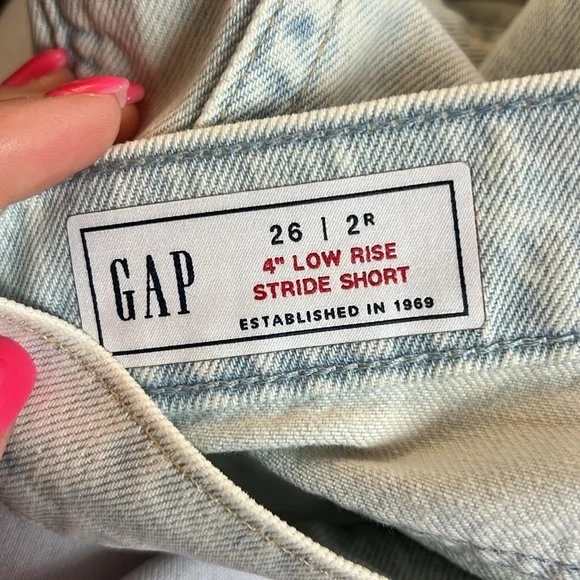 GAP
26 | 2R
4" LOW RISE
STRIDE SHORT
ESTABLISHED IN 1969